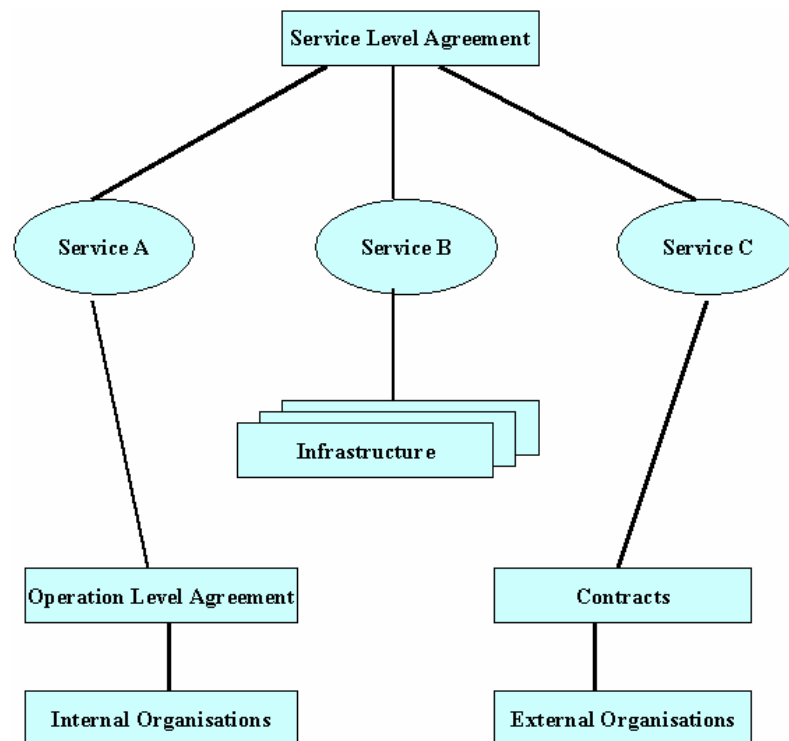 Service Level Agreement
Service A
Service B
Service C
Infrastructure
Operation Level Agreement
Contracts
Internal Organisations
External Organisations